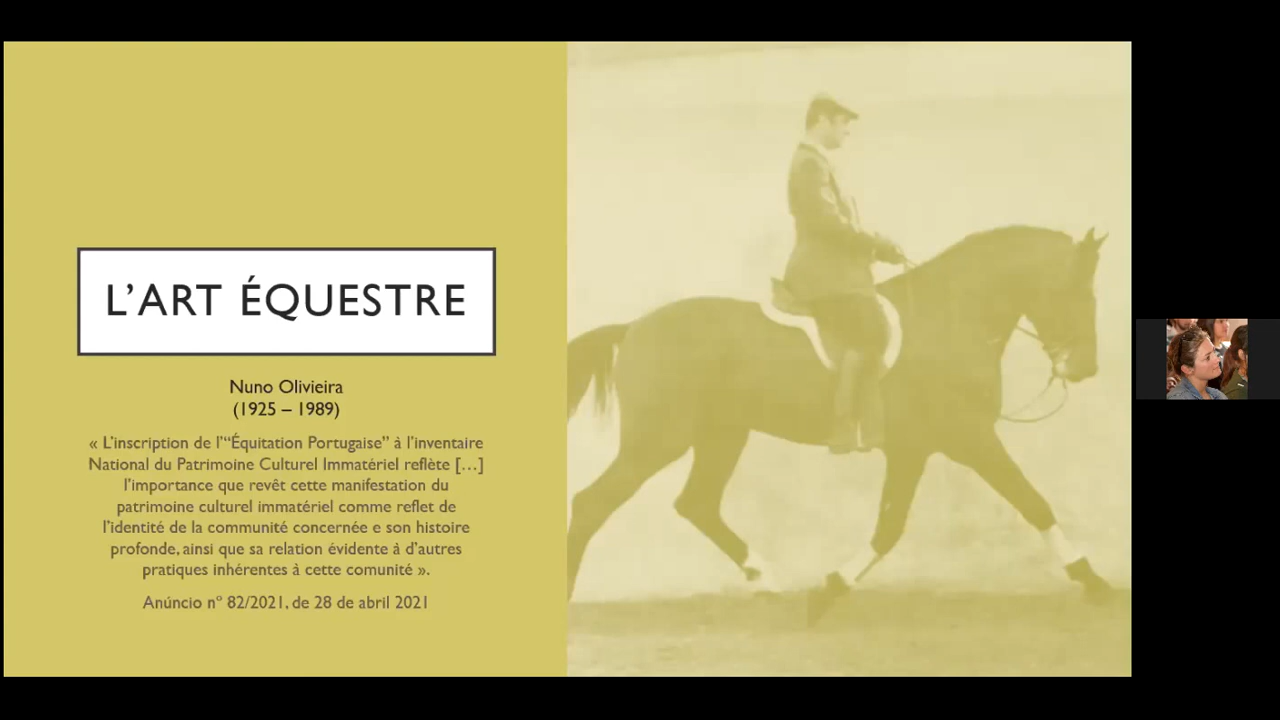 L'ART ÉQUESTRE
Nuno Olivieira
(1925 – 1989)
« L'inscription de l'“Équitation Portugaise” à l'inventaire
National du Patrimoine Culturel Immatériel reflète […]
l'importance que revêt cette manifestation du
patrimoine culturel immatériel comme reflet de
l'identité de la communité concernée e son histoire
profonde, ainsi que sa relation évidente à d'autres
pratiques inhérentes à cette comunité ».
Anúncio nº 82/2021, de 28 de abril 2021